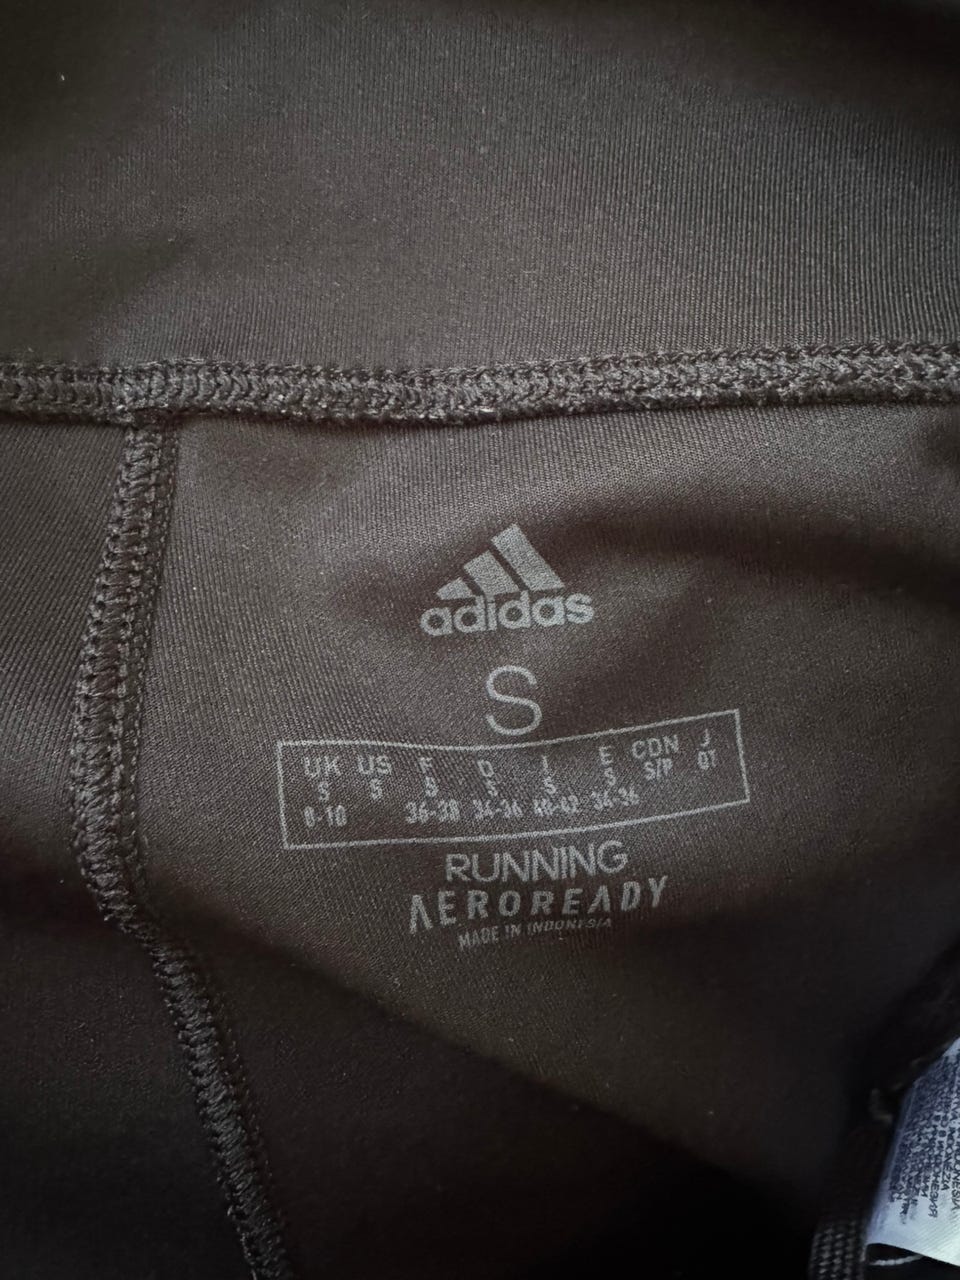 adidas
S
UK US F D I E CDN J
S S S S S S S/P OT
8-10 36-38 34-36 40-42 34-36
RUNNING
AEROREADY
MADE IN INDONESIA